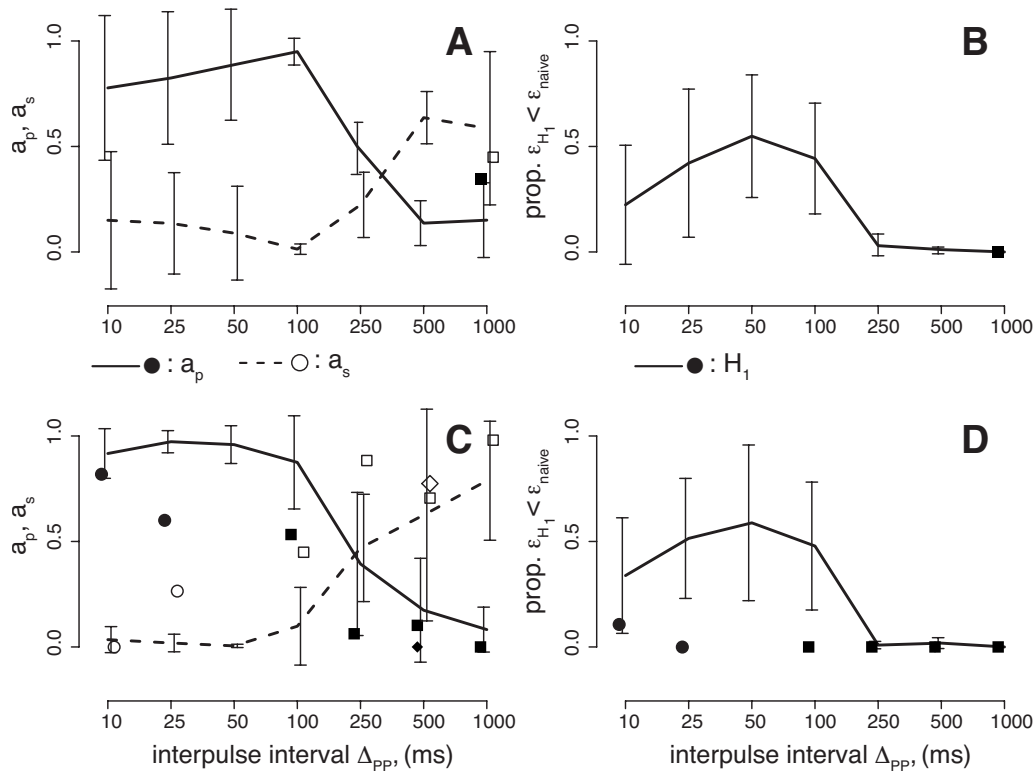 A
B
a_p, a_s
0.0 0.5 1.0
10 25 50 100 250 500 1000
prop. ε_H₁ < ε_naive
0.0 0.5 1.0
10 25 50 100 250 500 1000
: a_p : a_s
: H₁
C
D
a_p, a_s
0.0 0.5 1.0
10 25 50 100 250 500 1000
interpulse interval Δ_PP, (ms)
prop. ε_H₁ < ε_naive
0.0 0.5 1.0
10 25 50 100 250 500 1000
interpulse interval Δ_PP, (ms)